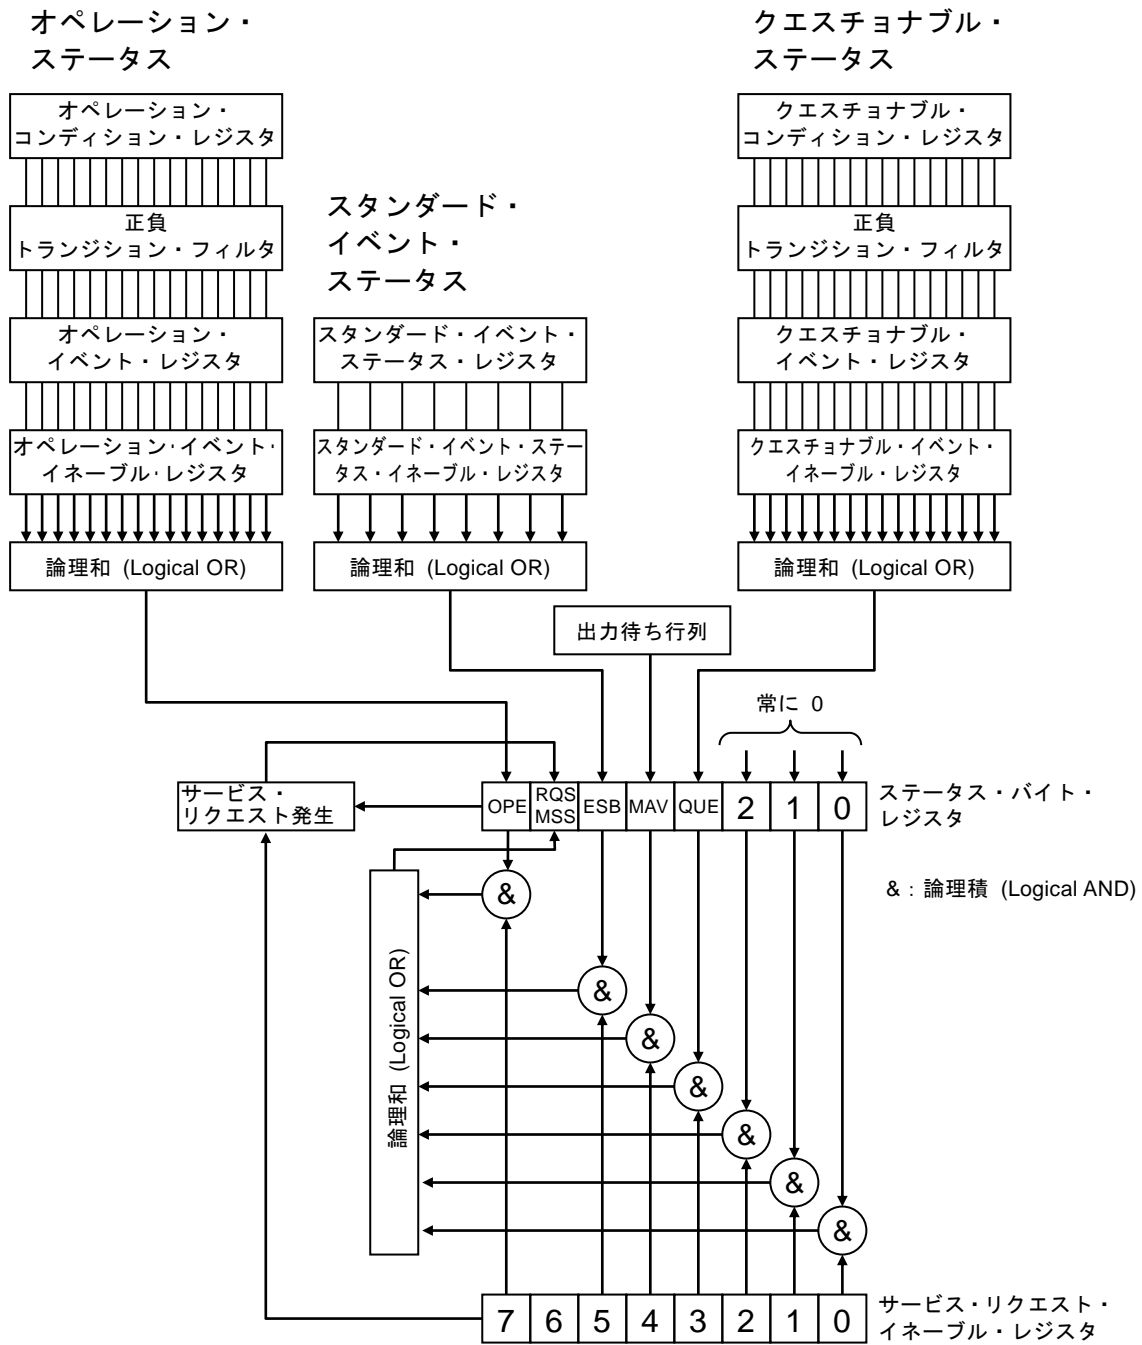 オペレーション・
ステータス
クエスチョナブル・
ステータス
オペレーション・
コンディション・レジスタ
正負
トランジション・フィルタ
オペレーション・
イベント・レジスタ
オペレーション・イベント・
イネーブル・レジスタ
論理和 (Logical OR)
スタンダード・
イベント・
ステータス
スタンダード・イベント・
ステータス・レジスタ
スタンダード・イベント・ステー
タス・イネーブル・レジスタ
論理和 (Logical OR)
クエスチョナブル・
コンディション・レジスタ
正負
トランジション・フィルタ
クエスチョナブル・
イベント・レジスタ
クエスチョナブル・イベント・
イネーブル・レジスタ
論理和 (Logical OR)
出力待ち行列
常に 0
サービス・
リクエスト発生
OPE
RQS
MSS
ESB
MAV
QUE
2
1
0
ステータス・バイト・
レジスタ
&：論理積 (Logical AND)
&
&
&
&
&
&
&
論理和 (Logical OR)
7
6
5
4
3
2
1
0
サービス・リクエスト・
イネーブル・レジスタ